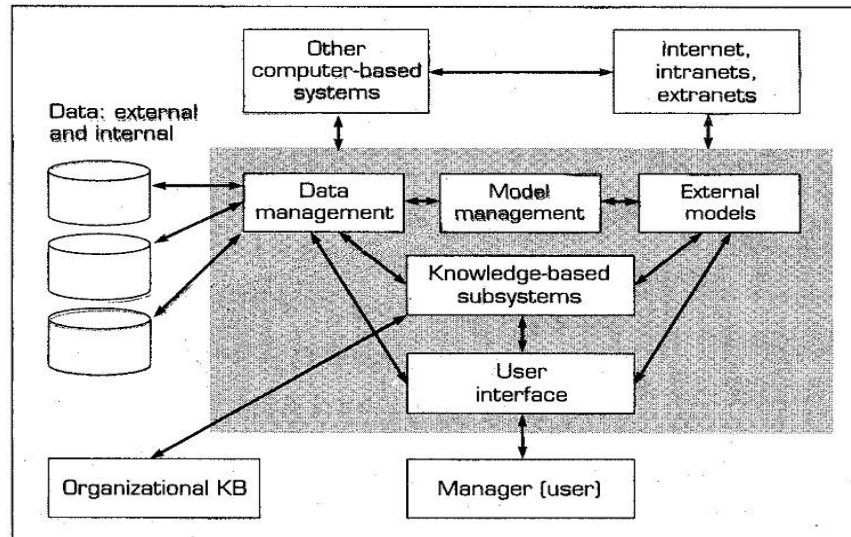 Other
computer-based
systems
Internet,
intranets,
extranets
Data: external
and internal
Data
management
Model
management
External
models
Knowledge-based
subsystems
User
interface
Organizational KB
Manager (user)